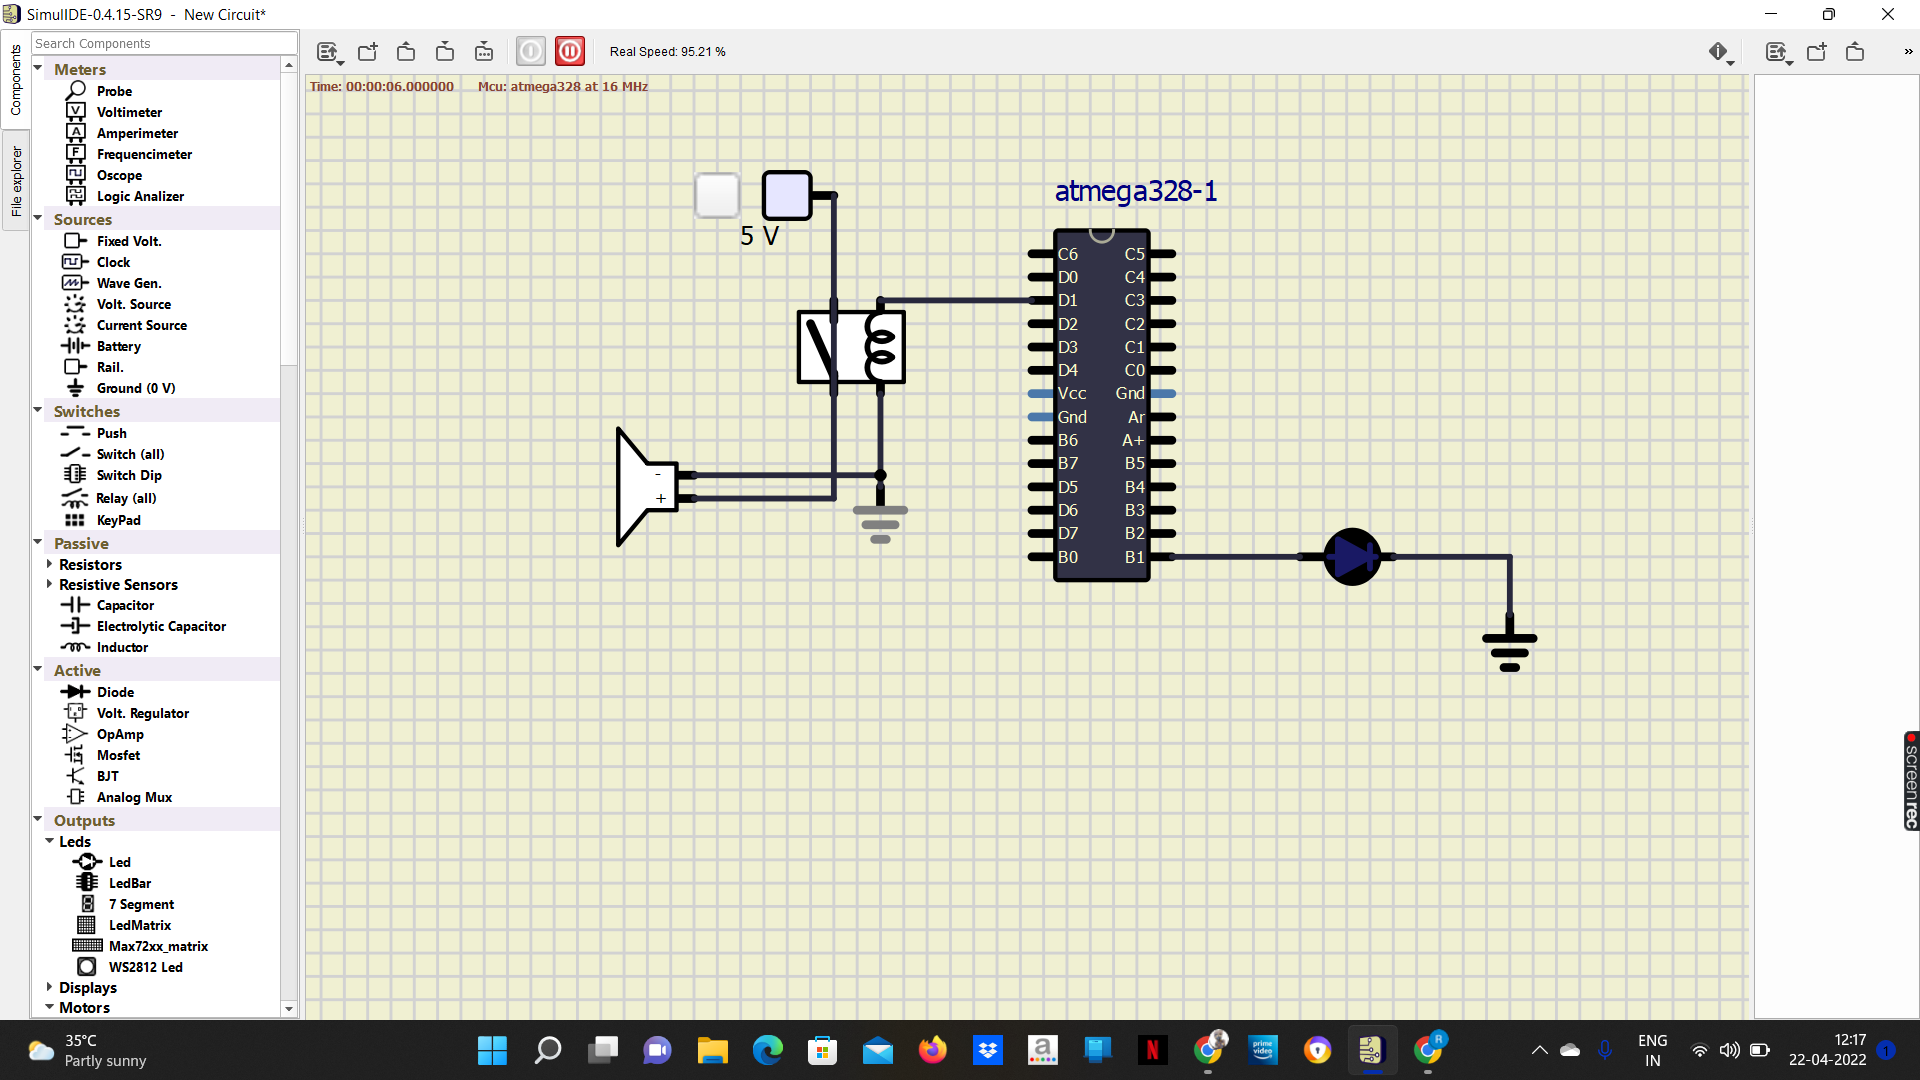 SimulIDE-0.4.15-SR9 - New Circuit*
Components
File explorer
Search Components
Meters
Probe
Voltimeter
Amperimeter
Frequencimeter
Oscope
Logic Analizer
Sources
Fixed Volt.
Clock
Wave Gen.
Volt. Source
Current Source
Battery
Rail.
Ground (0 V)
Switches
Push
Switch (all)
Switch Dip
Relay (all)
KeyPad
Passive
Resistors
Resistive Sensors
Capacitor
Electrolytic Capacitor
Inductor
Active
Diode
Volt. Regulator
OpAmp
Mosfet
BJT
Analog Mux
Outputs
Leds
Led
LedBar
7 Segment
LedMatrix
Max72xx_matrix
WS2812 Led
Displays
Motors
Real Speed: 95.21 %
»
Time: 00:00:06.000000 Mcu: atmega328 at 16 MHz
5 V
-
+
atmega328-1
C6 C5
D0 C4
D1 C3
D2 C2
D3 C1
D4 C0
Vcc Gnd
Gnd Ar
B6 A+
B7 B5
D5 B4
D6 B3
D7 B2
B0 B1
screenrec
35°C
Partly sunny
a
N
prime video
R
ENG
IN
12:17
22-04-2022
1